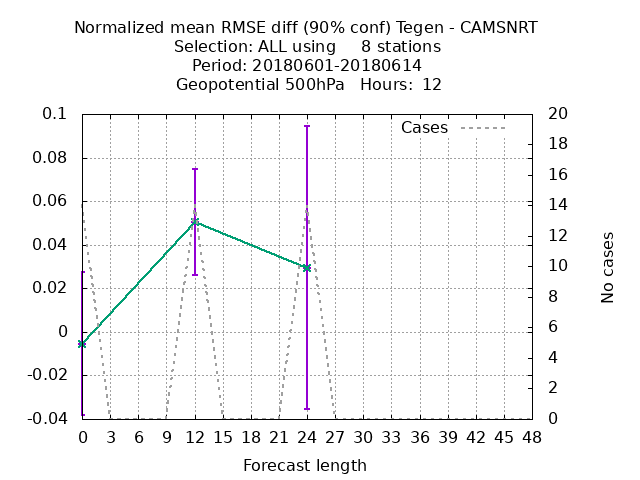 Normalized mean RMSE diff (90% conf) Tegen - CAMSNRT
Selection: ALL using 8 stations
Period: 20180601-20180614
Geopotential 500hPa Hours: 12
Cases
0.1
0.08
0.06
0.04
0.02
0
-0.02
-0.04
20
18
16
14
12
10
8
6
4
2
0
No cases
0 3 6 9 12 15 18 21 24 27 30 33 36 39 42 45 48
Forecast length